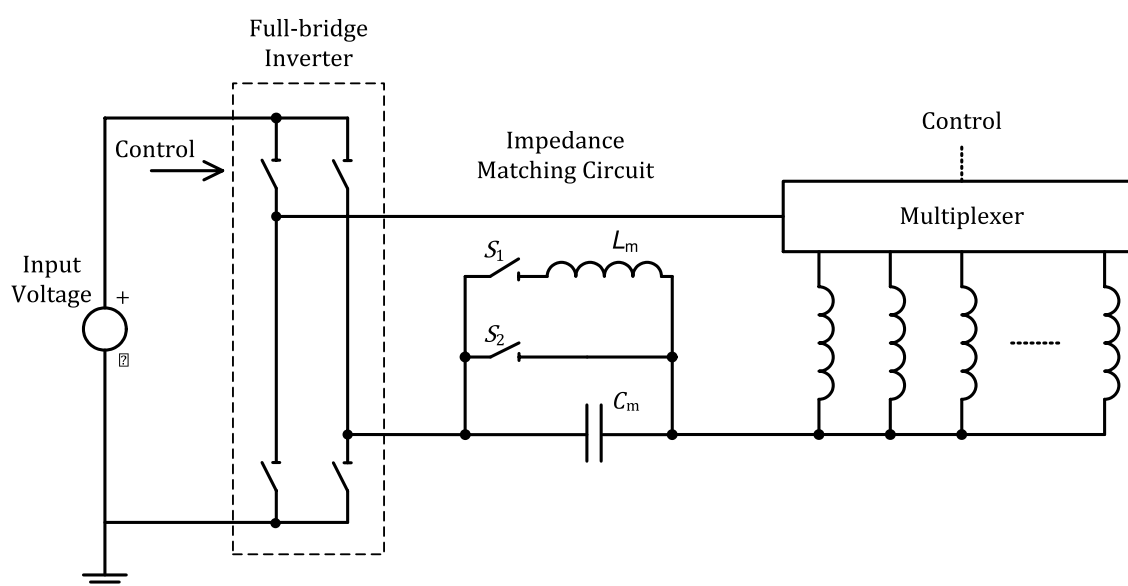 Full-bridge
Inverter
Control
Impedance
Matching Circuit
Control
Multiplexer
S1
Lm
Input
Voltage
+
S2
Cm